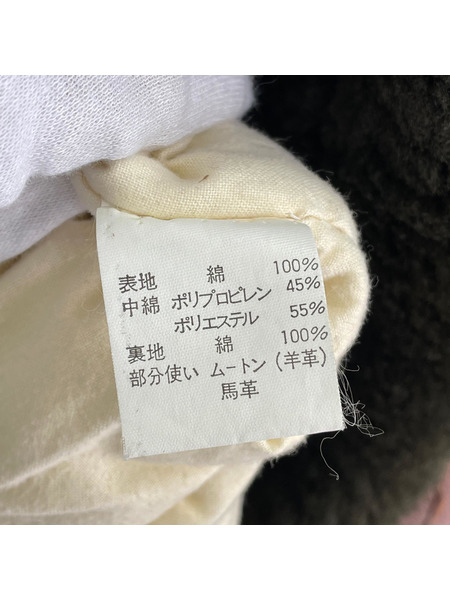 表地 綿 100%
中綿 ポリプロピレン 45%
ポリエステル 55%
裏地 綿 100%
部分使い ムートン(羊革)
馬革